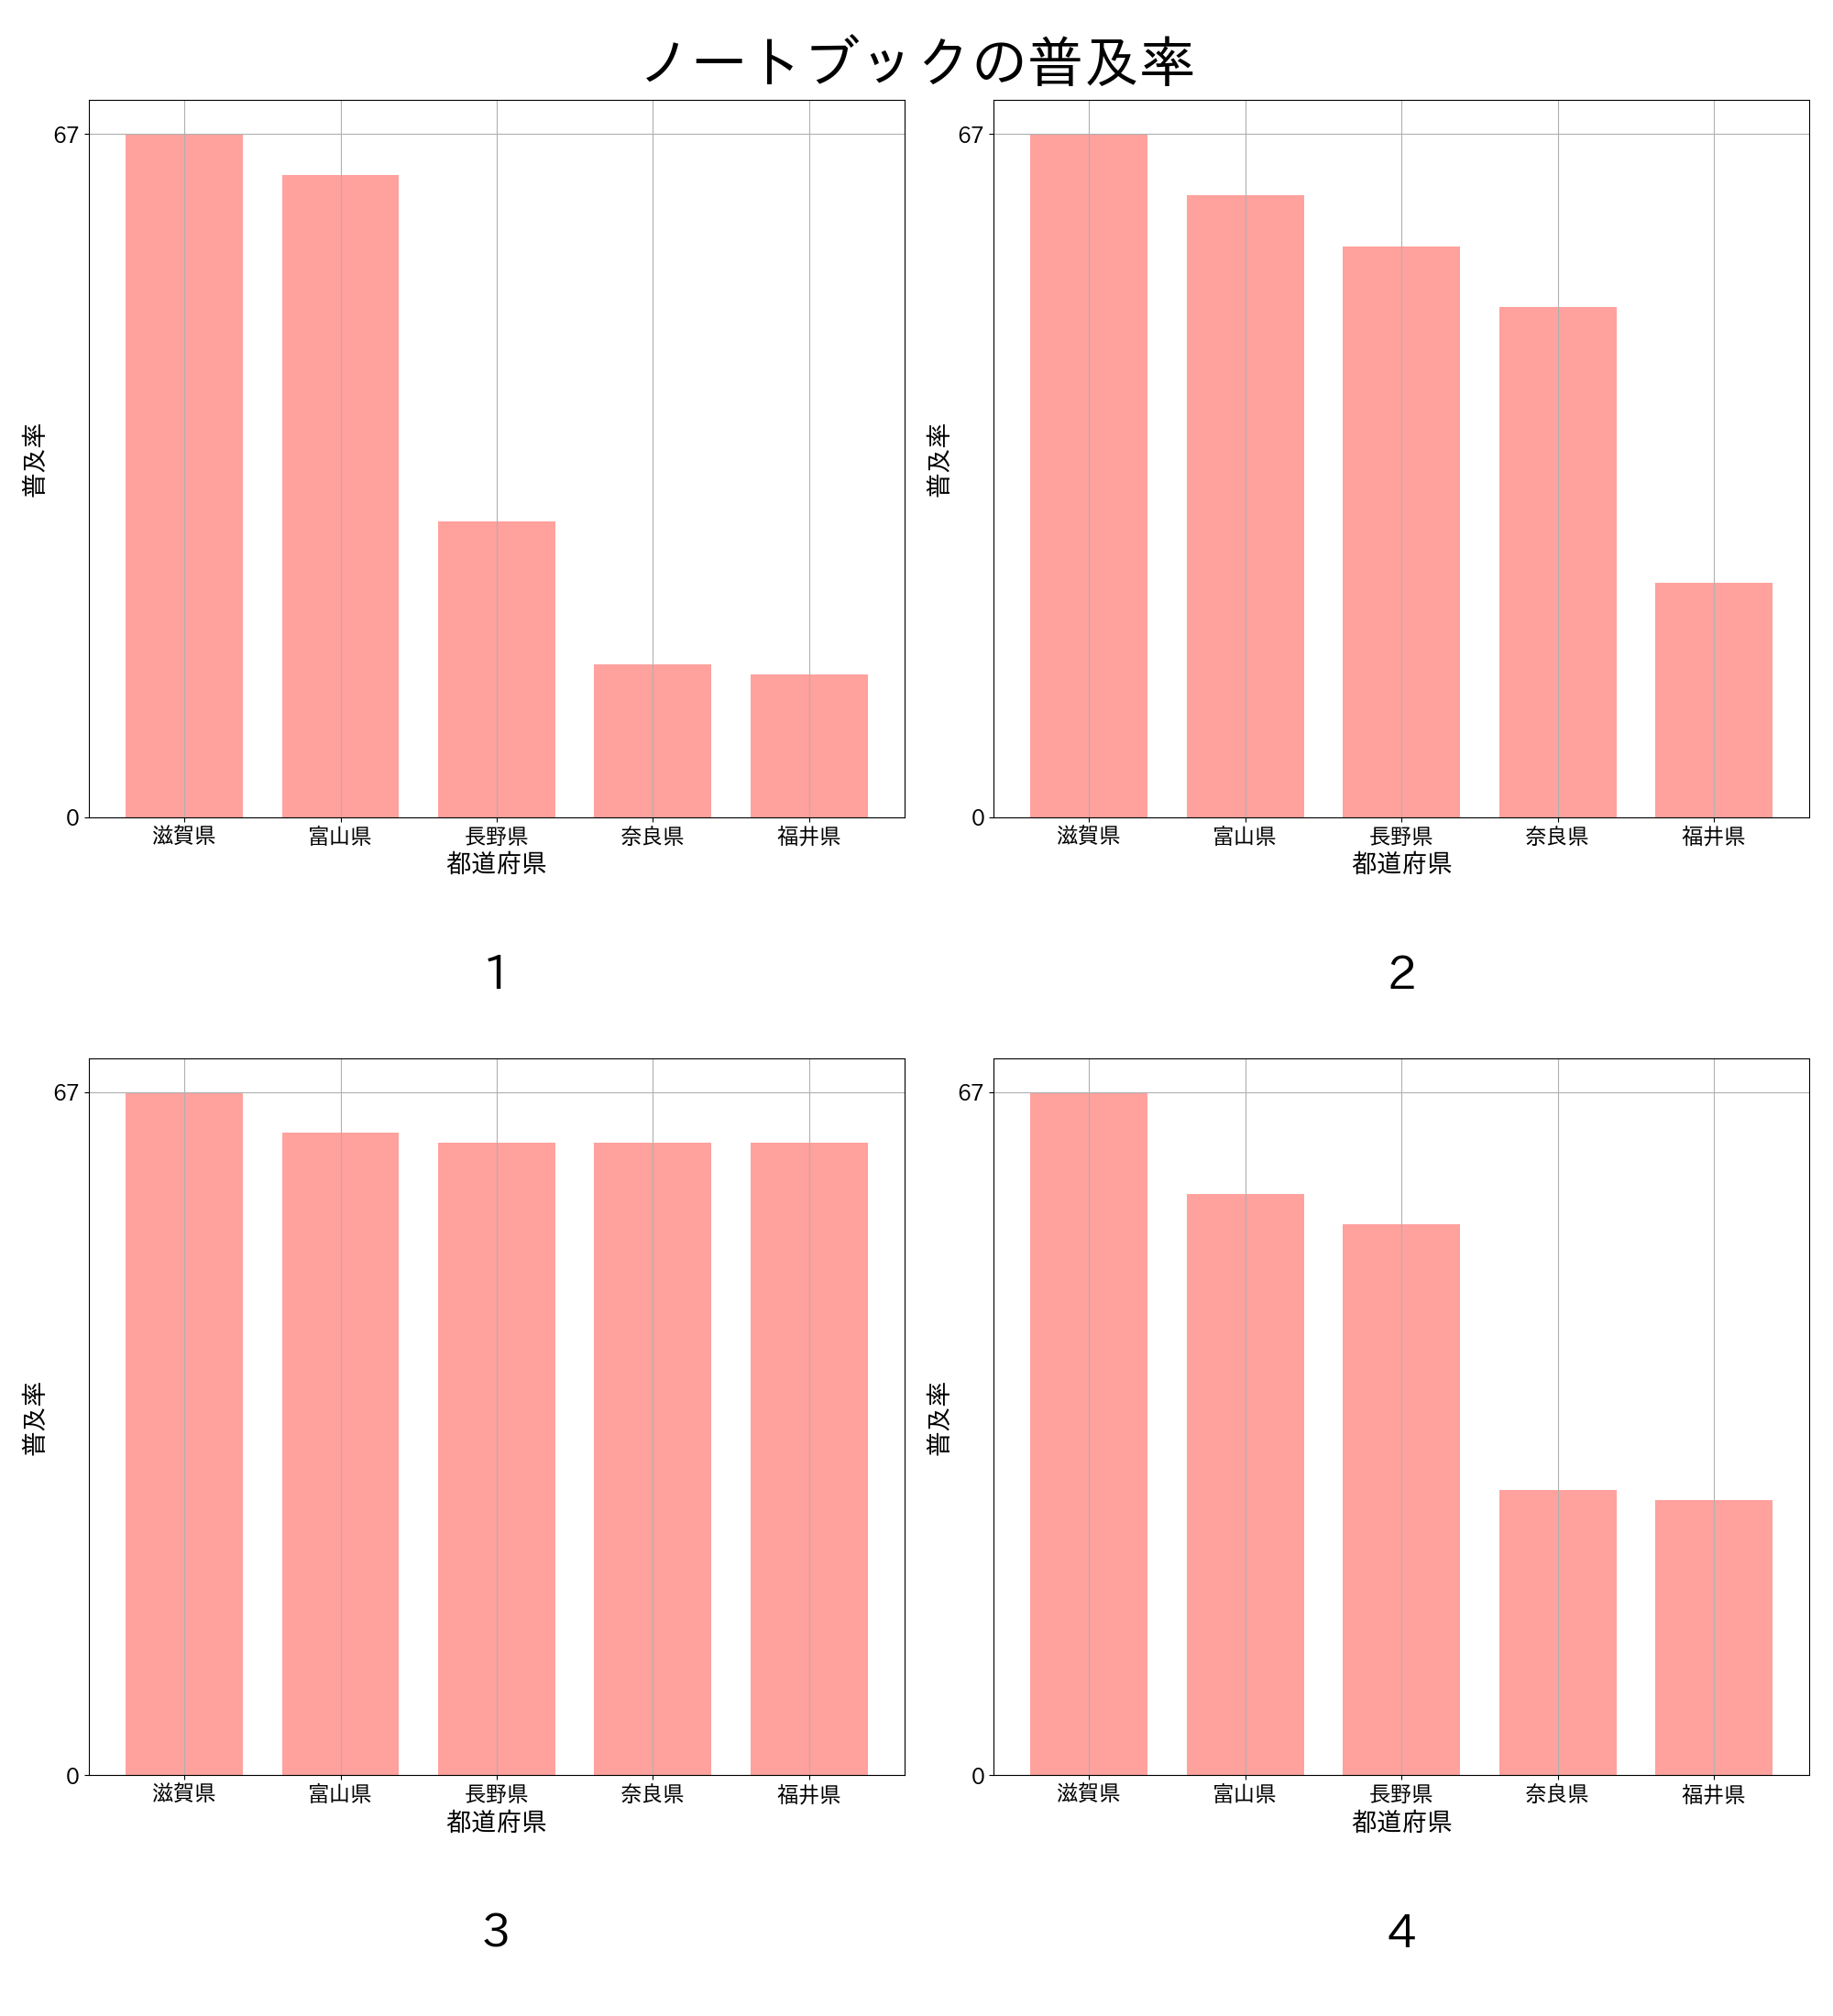 ノートブックの普及率
67
0
普及率
滋賀県 富山県 長野県 奈良県 福井県
都道府県
1
67
0
普及率
滋賀県 富山県 長野県 奈良県 福井県
都道府県
2
67
0
普及率
滋賀県 富山県 長野県 奈良県 福井県
都道府県
3
67
0
普及率
滋賀県 富山県 長野県 奈良県 福井県
都道府県
4